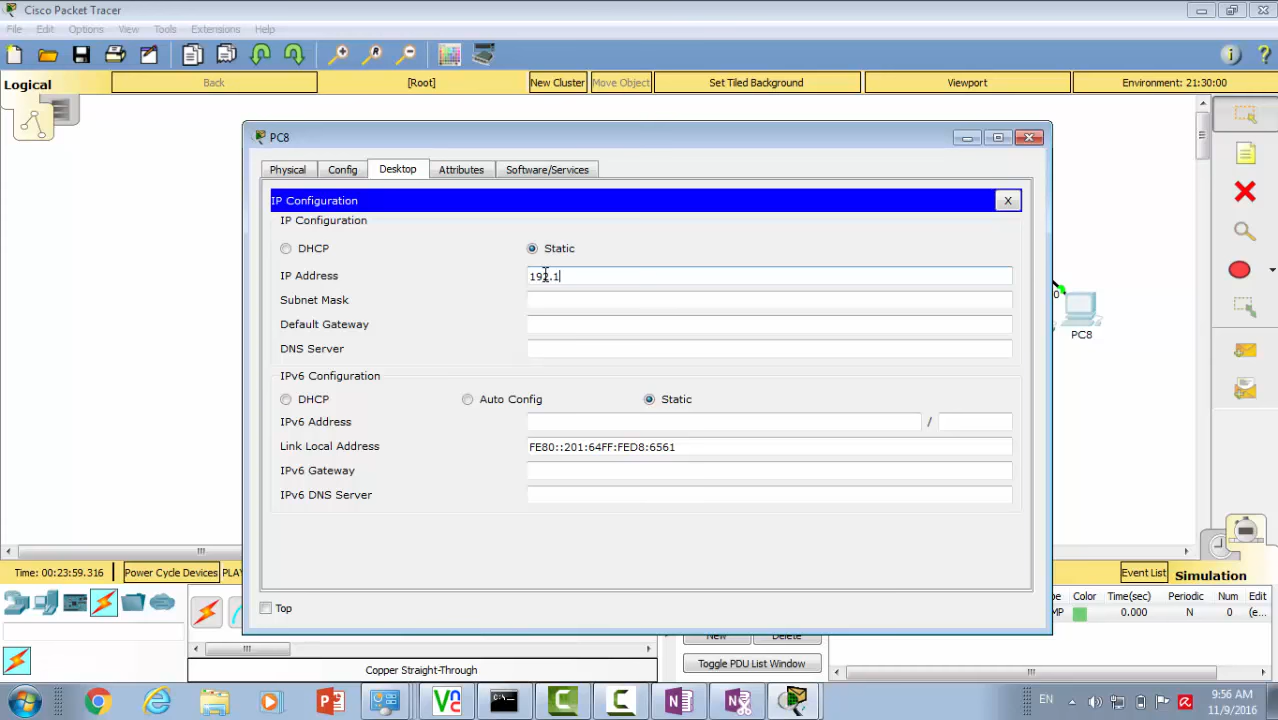 Cisco Packet Tracer
File Edit Options View Tools Extensions Help
Logical
Back
[Root]
New Cluster
Move Object
Set Tiled Background
Viewport
Environment: 21:30:00
PC8
Physical Config Desktop Attributes Software/Services
IP Configuration
X
IP Configuration
DHCP
Static
IP Address
192.1
Subnet Mask
Default Gateway
DNS Server
IPv6 Configuration
DHCP
Auto Config
Static
IPv6 Address
/
Link Local Address
FE80::201:64FF:FED8:6561
IPv6 Gateway
IPv6 DNS Server
Top
0
PC8
Time: 00:23:59.316
Power Cycle Devices
Event List
Simulation
Color Time(sec) Periodic Num Edit
0.000 N 0 (e...
New
Delete
Toggle PDU List Window
Copper Straight-Through
EN
9:56 AM
11/9/2016